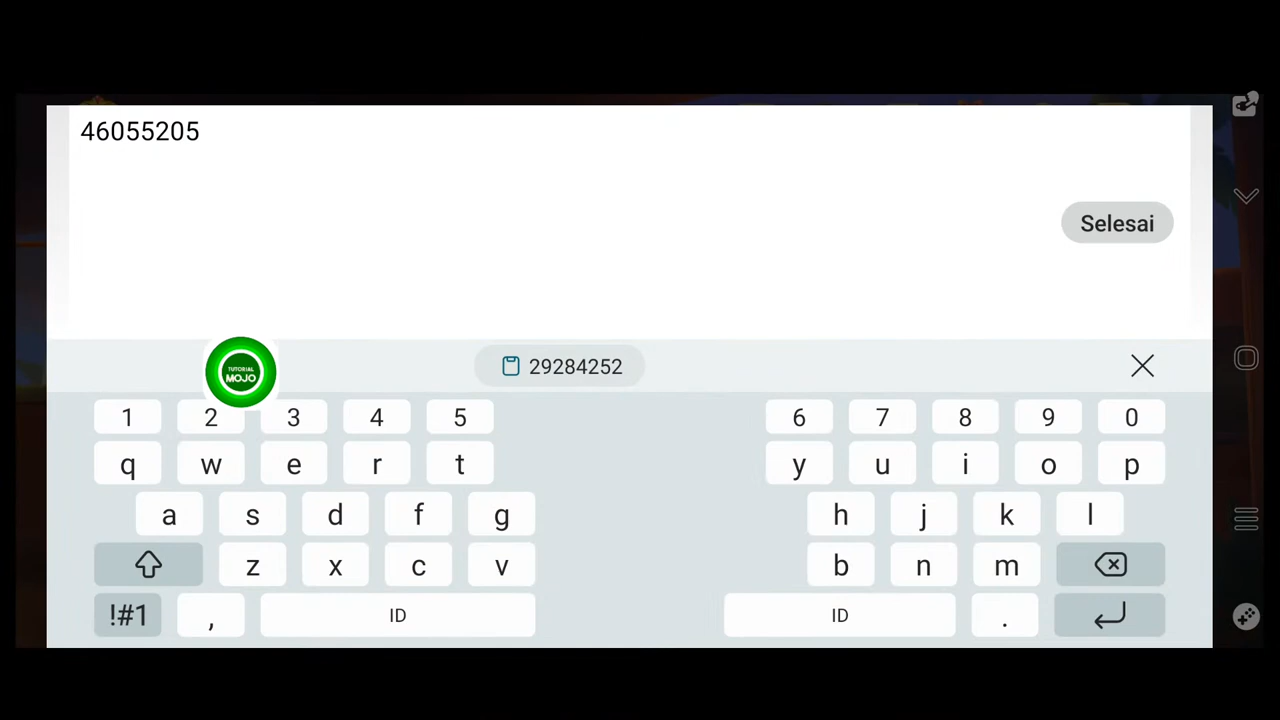 46055205
Selesai
TUTORIAL
MOJO
29284252
1 2 3 4 5 6 7 8 9 0
q w e r t y u i o p
a s d f g h j k l
z x c v b n m
!#1 , ID ID .